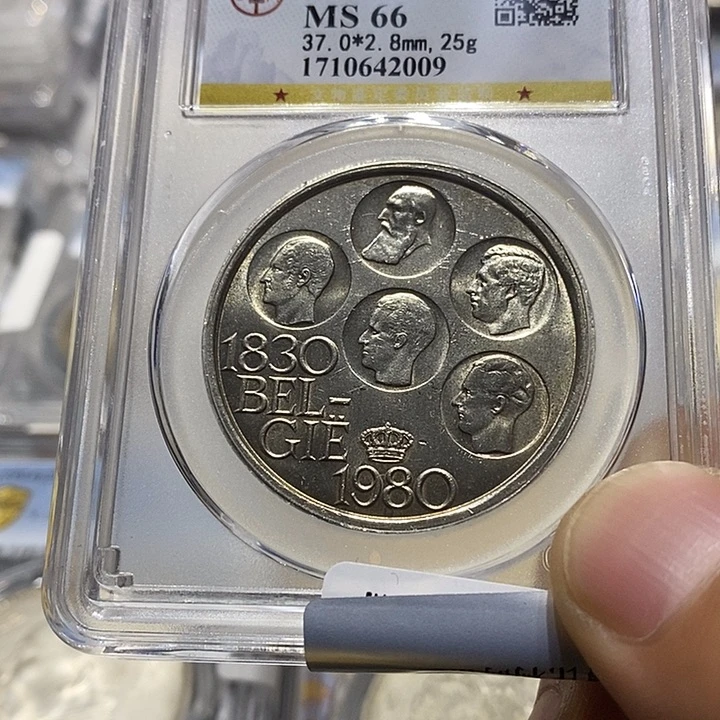 MS 66
37.0*2.8mm, 25g
1710642009
1830
BEL-
GIË
1980